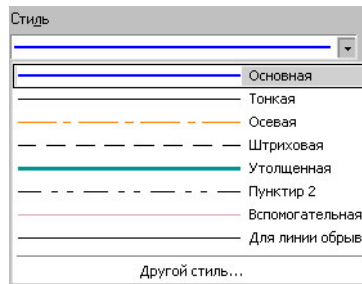 Стиль
Основная
Тонкая
Осевая
Штриховая
Утолщенная
Пунктир 2
Вспомогательная
Для линии обрыв
Другой стиль...